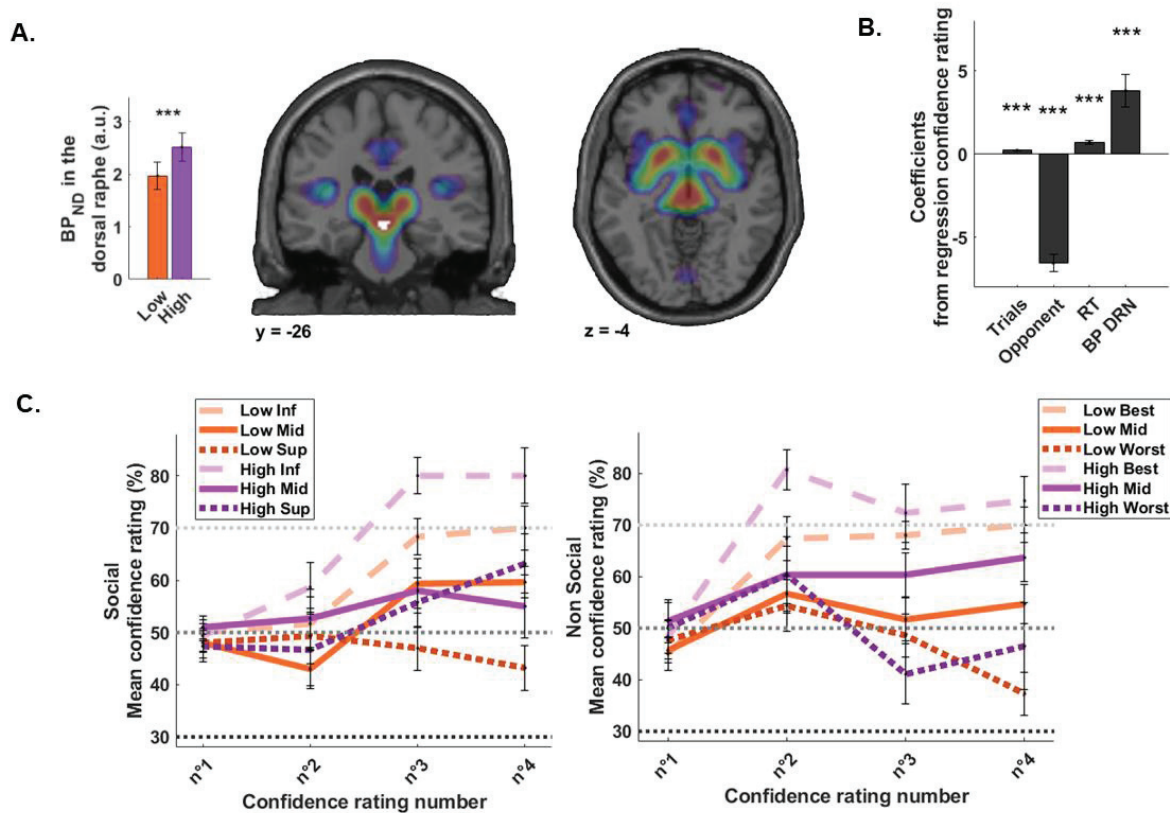 A.
BP_ND in the
dorsal raphe (a.u.)
3
2
1
0
***
Low
High
y = -26
z = -4
B.
Coefficients
from regression confidence rating
5
0
-5
***
***
***
***
Trials
Opponent
RT
BP DRN
C.
Low Inf
Low Mid
Low Sup
High Inf
High Mid
High Sup
Social
Mean confidence rating (%)
80
70
60
50
40
30
n°1
n°2
n°3
n°4
Confidence rating number
Low Best
Low Mid
Low Worst
High Best
High Mid
High Worst
Non Social
Mean confidence rating (%)
80
70
60
50
40
30
n°1
n°2
n°3
n°4
Confidence rating number